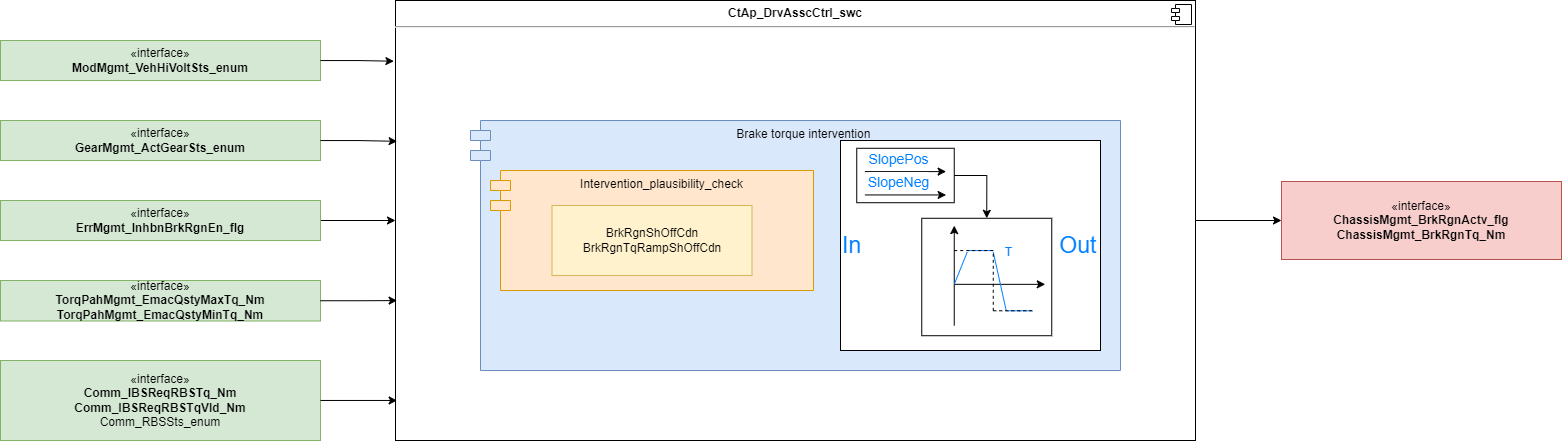 CtAp_DrvAsscCtrl_swc
«interface»
ModMgmt_VehHiVoltSts_enum
«interface»
GearMgmt_ActGearSts_enum
«interface»
ErrMgmt_InhbnBrkRgnEn_flg
«interface»
TorqPahMgmt_EmacQstyMaxTq_Nm
TorqPahMgmt_EmacQstyMinTq_Nm
«interface»
Comm_IBSReqRBSTq_Nm
Comm_IBSReqRBSTqVld_Nm
Comm_RBSSts_enum
Brake torque intervention
Intervention_plausibility_check
BrkRgnShOffCdn
BrkRgnTqRampShOffCdn
SlopePos
SlopeNeg
In
T
Out
«interface»
ChassisMgmt_BrkRgnActv_flg
ChassisMgmt_BrkRgnTq_Nm